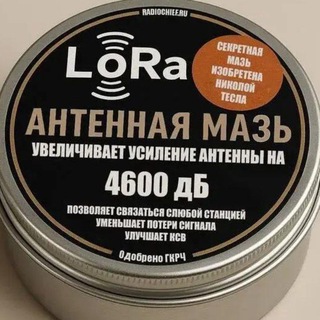 RADIOCHIEF.RU
LoRa
СЕКРЕТНАЯ
МАЗЬ
ИЗОБРЕТЕНА
НИКОЛОЙ
ТЕСЛА
АНТЕННАЯ МАЗЬ
УВЕЛИЧИВАЕТ УСИЛЕНИЕ АНТЕННЫ НА
4600 дБ
ПОЗВОЛЯЕТ СВЯЗАТЬСЯ СЛЮБОЙ СТАНЦИЕЙ
УМЕНЬШАЕТ ПОТЕРИ СИГНАЛА
УЛУЧШАЕТ КСВ
Одобрено ГКРЧ